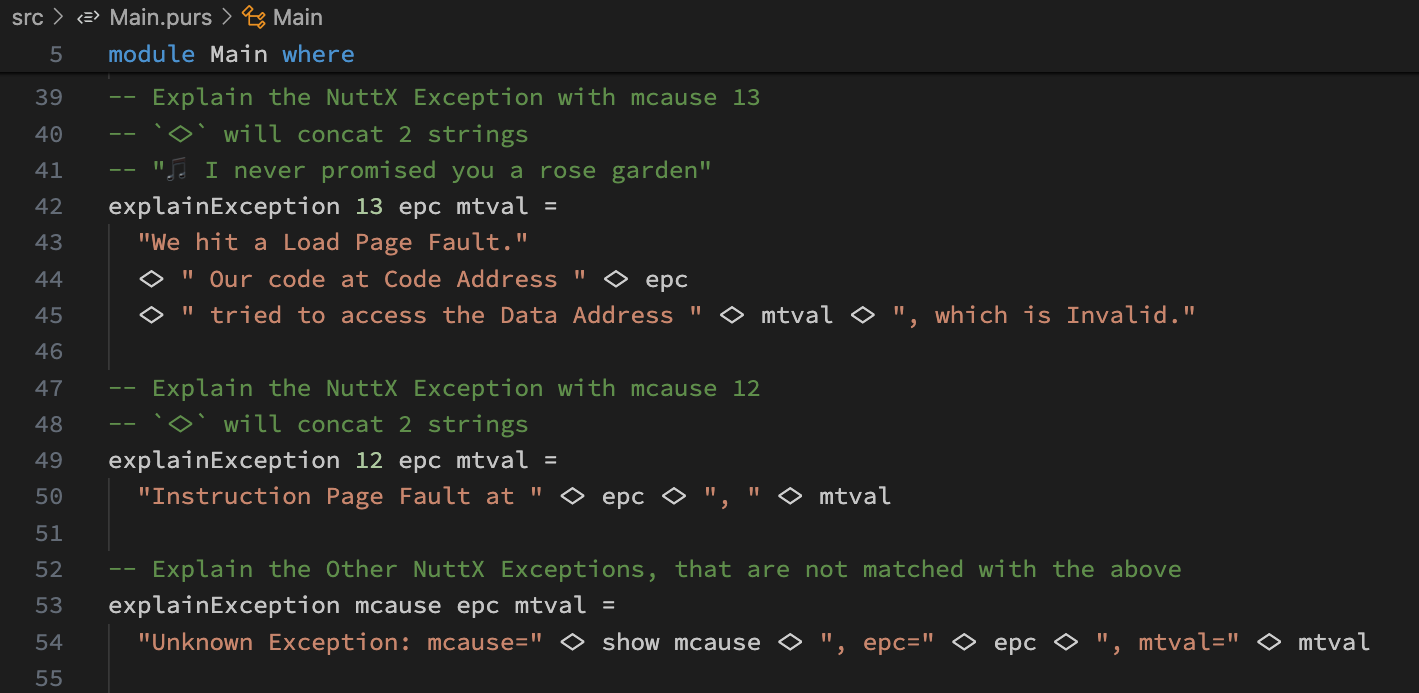 src > Main.purs > Main
5 module Main where
39 -- Explain the NuttX Exception with mcause 13
40 -- `<>` will concat 2 strings
41 -- "🎵 I never promised you a rose garden"
42 explainException 13 epc mtval =
43   "We hit a Load Page Fault."
44   <> " Our code at Code Address " <> epc
45   <> " tried to access the Data Address " <> mtval <> ", which is Invalid."
46
47 -- Explain the NuttX Exception with mcause 12
48 -- `<>` will concat 2 strings
49 explainException 12 epc mtval =
50   "Instruction Page Fault at " <> epc <> ", " <> mtval
51
52 -- Explain the Other NuttX Exceptions, that are not matched with the above
53 explainException mcause epc mtval =
54   "Unknown Exception: mcause=" <> show mcause <> ", epc=" <> epc <> ", mtval=" <> mtval
55